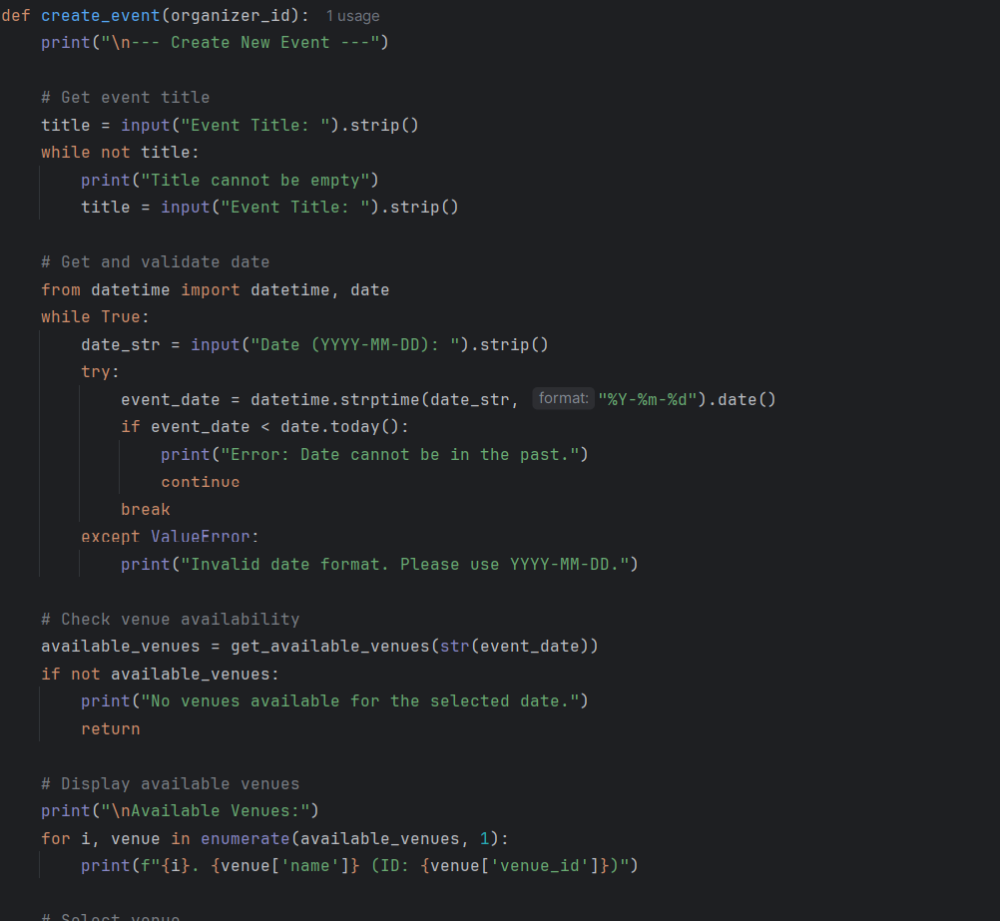 def create_event(organizer_id): 1 usage
    print("\n--- Create New Event ---")

    # Get event title
    title = input("Event Title: ").strip()
    while not title:
        print("Title cannot be empty")
        title = input("Event Title: ").strip()

    # Get and validate date
    from datetime import datetime, date
    while True:
        date_str = input("Date (YYYY-MM-DD): ").strip()
        try:
            event_date = datetime.strptime(date_str, format: "%Y-%m-%d").date()
            if event_date < date.today():
                print("Error: Date cannot be in the past.")
                continue
            break
        except ValueError:
            print("Invalid date format. Please use YYYY-MM-DD.")

    # Check venue availability
    available_venues = get_available_venues(str(event_date))
    if not available_venues:
        print("No venues available for the selected date.")
        return

    # Display available venues
    print("\nAvailable Venues:")
    for i, venue in enumerate(available_venues, 1):
        print(f"{i}. {venue['name']} (ID: {venue['venue_id']})")

    # Select venue